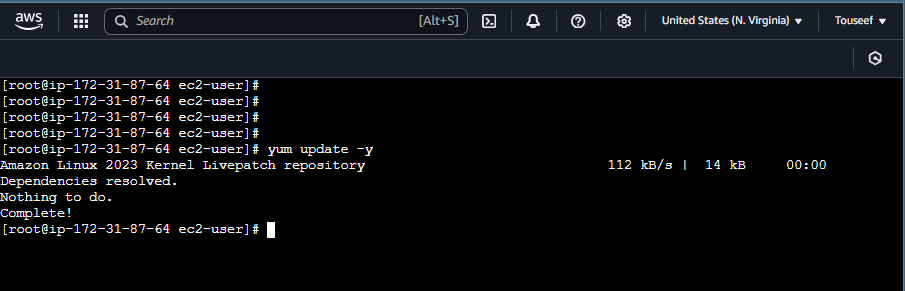 aws
Search [Alt+S] United States (N. Virginia) Touseef
[root@ip-172-31-87-64 ec2-user]#
[root@ip-172-31-87-64 ec2-user]#
[root@ip-172-31-87-64 ec2-user]#
[root@ip-172-31-87-64 ec2-user]#
[root@ip-172-31-87-64 ec2-user]# yum update -y
Amazon Linux 2023 Kernel Livepatch repository 112 kB/s | 14 kB 00:00
Dependencies resolved.
Nothing to do.
Complete!
[root@ip-172-31-87-64 ec2-user]#